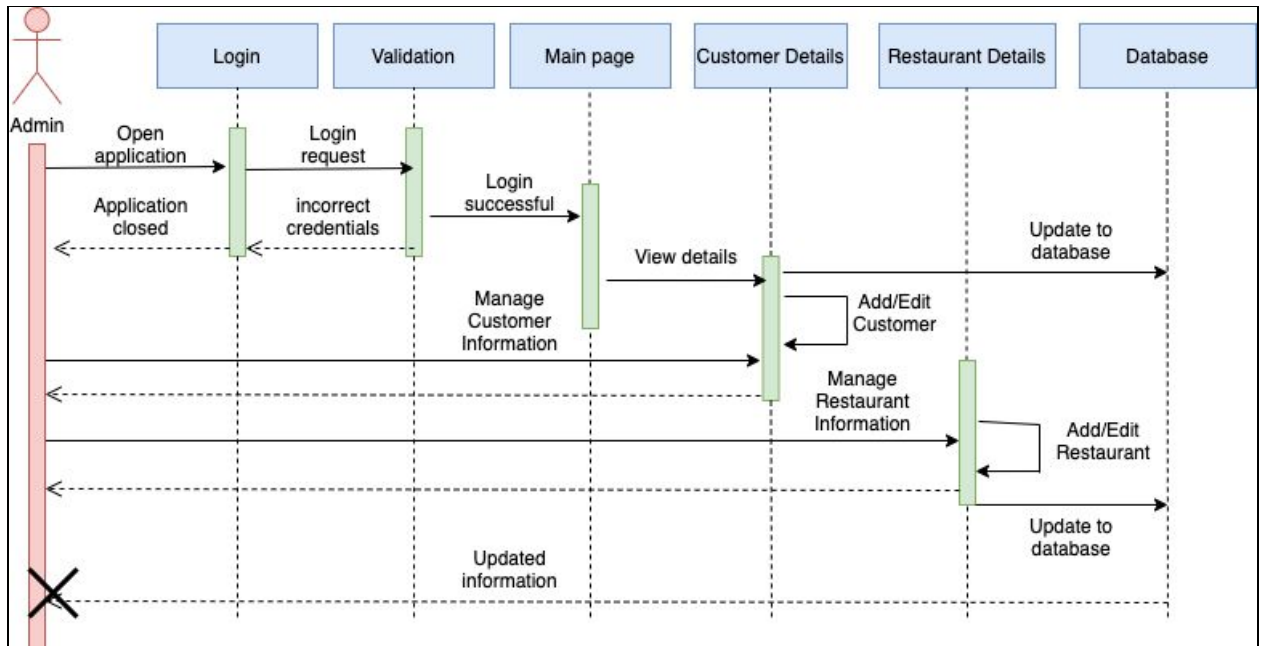 Login
Validation
Main page
Customer Details
Restaurant Details
Database
Admin
Open
application
Login
request
Login
successful
Application
closed
incorrect
credentials
Update to
database
View details
Manage
Customer
Information
Add/Edit
Customer
Manage
Restaurant
Information
Add/Edit
Restaurant
Update to
database
Updated
information